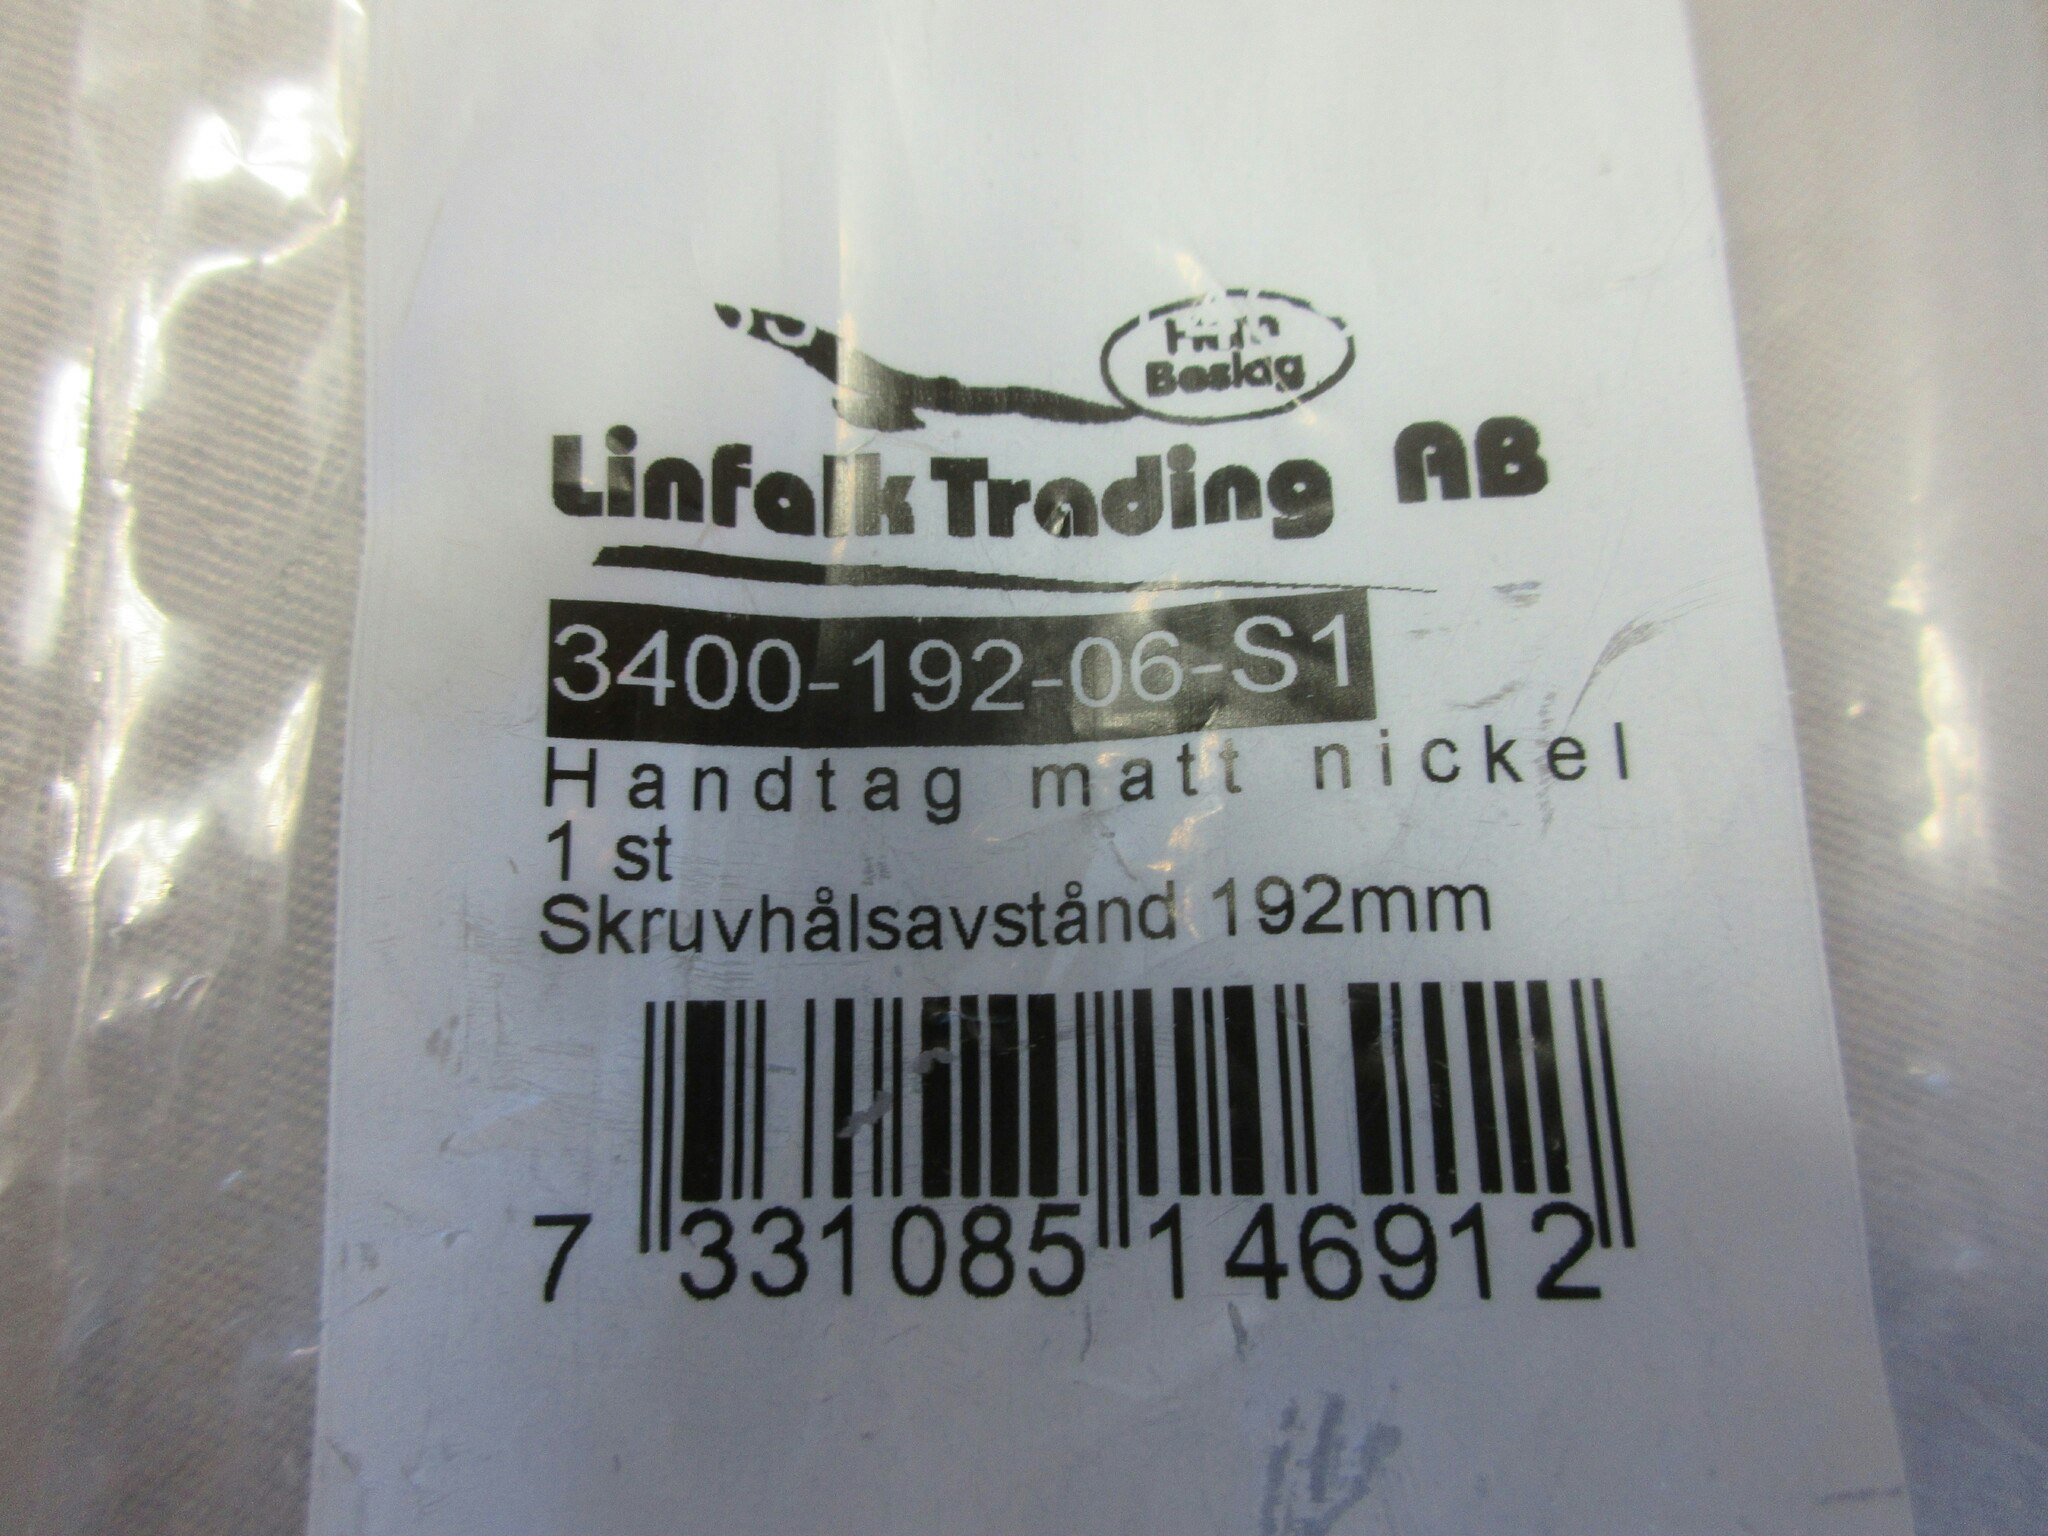 Beslag
Linfalk Trading AB
3400-192-06-S1
Handtag matt nickel
1 st
Skruvhålsavstånd 192mm
7 331085 146912